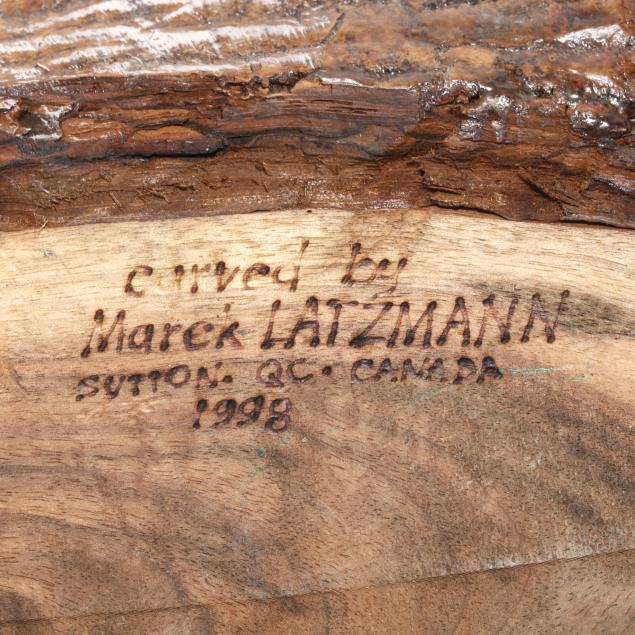 carved by
Marek LATZMANN
SUTTON. QC. CANADA
1998